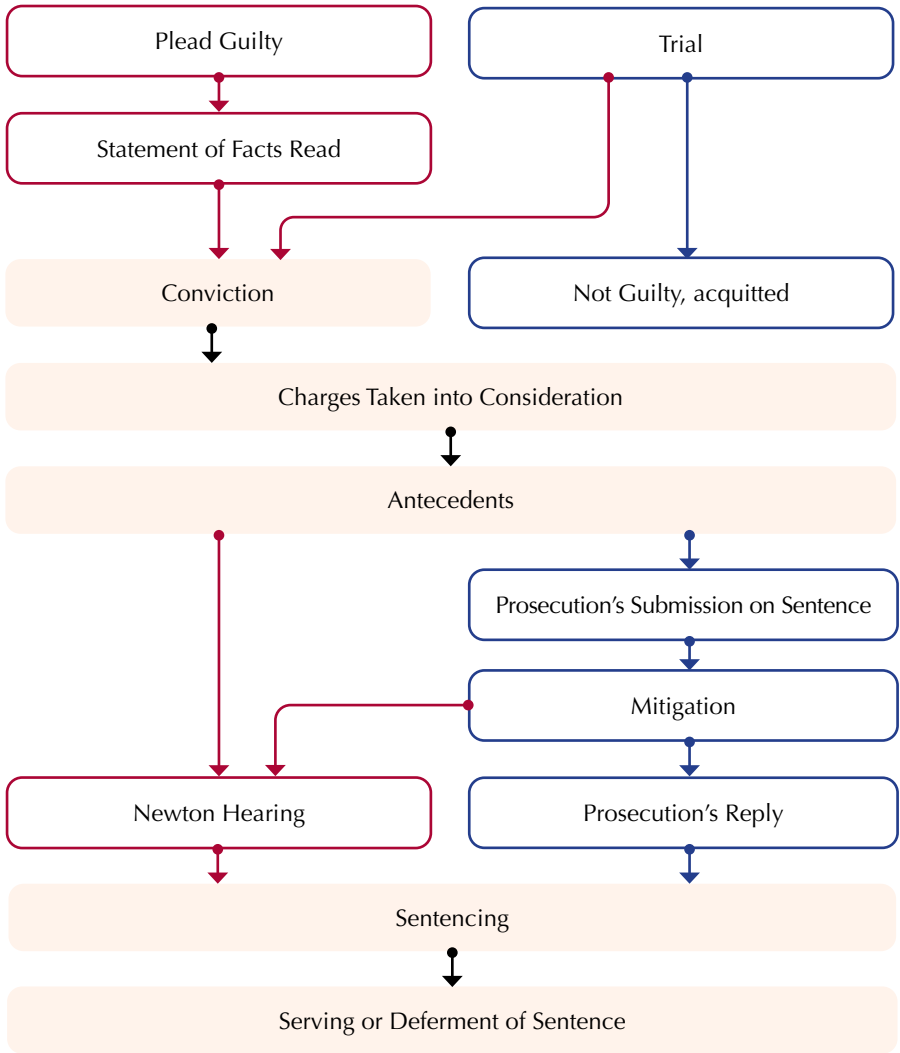 Plead Guilty
Trial
Statement of Facts Read
Conviction
Not Guilty, acquitted
Charges Taken into Consideration
Antecedents
Prosecution’s Submission on Sentence
Mitigation
Newton Hearing
Prosecution’s Reply
Sentencing
Serving or Deferment of Sentence